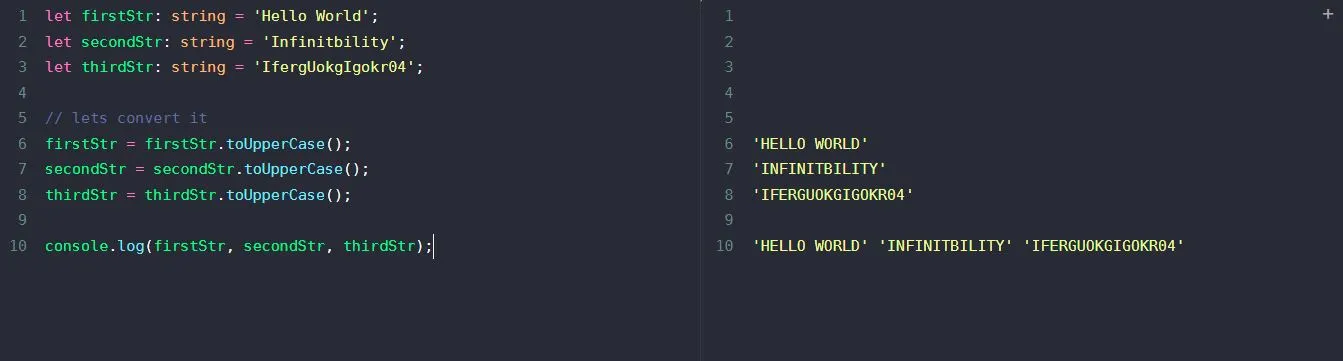 1 let firstStr: string = 'Hello World';
2 let secondStr: string = 'Infinitbility';
3 let thirdStr: string = 'IfergUokgIgokr04';
4
5 // lets convert it
6 firstStr = firstStr.toUpperCase();
7 secondStr = secondStr.toUpperCase();
8 thirdStr = thirdStr.toUpperCase();
9
10 console.log(firstStr, secondStr, thirdStr);
+
1
2
3
4
5
6 'HELLO WORLD'
7 'INFINITBILITY'
8 'IFERGUOKGIGOKR04'
9
10 'HELLO WORLD' 'INFINITBILITY' 'IFERGUOKGIGOKR04'